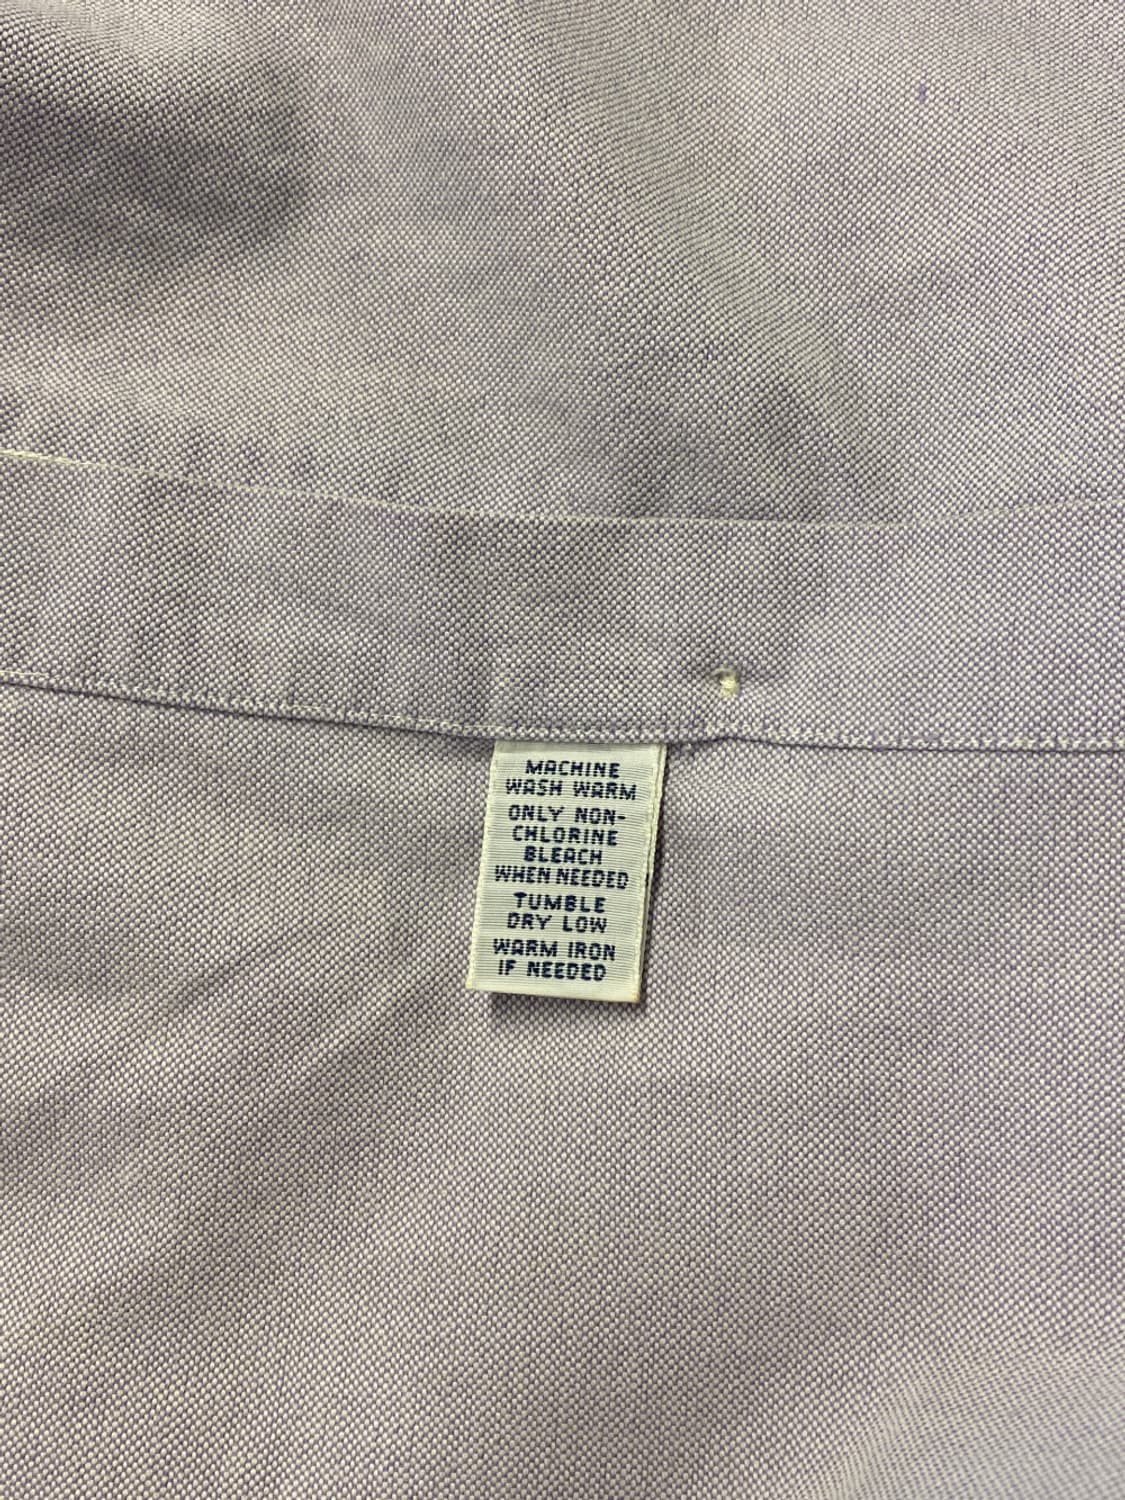 MACHINE
WASH WARM
ONLY NON-
CHLORINE
BLEACH
WHEN NEEDED
TUMBLE
DRY LOW
WARM IRON
IF NEEDED